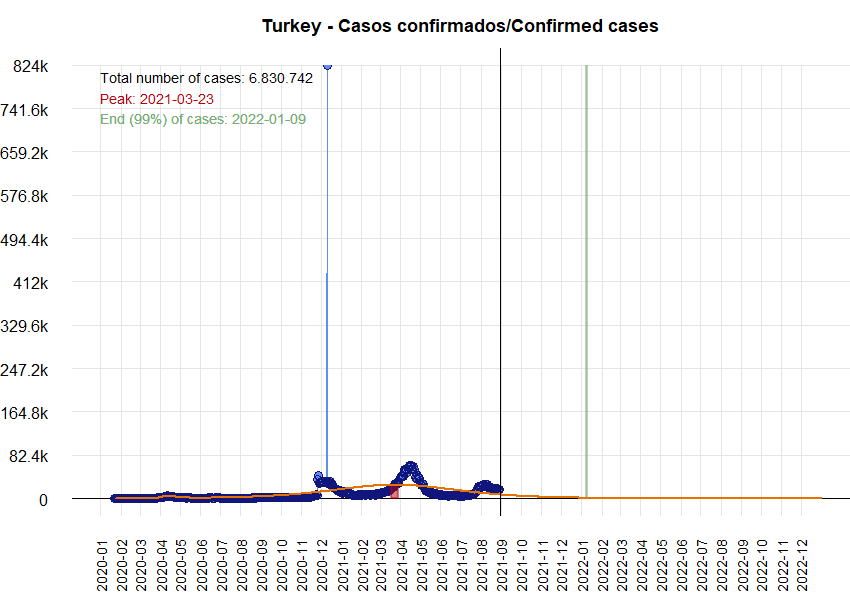 Turkey - Casos confirmados/Confirmed cases
824k
Total number of cases: 6.830.742
Peak: 2021-03-23
741.6k
End (99%) of cases: 2022-01-09
659.2k
576.8k
494.4k
412k
329.6k
247.2k
164.8k
82.4k
0
2020-01
2020-02
2020-03
2020-04
2020-05
2020-06
2020-07
2020-08
2020-09
2020-10
2020-11
2020-12
2021-01
2021-02
2021-03
2021-04
2021-05
2021-06
2021-07
2021-08
2021-09
2021-10
2021-11
2021-12
2022-01
2022-02
2022-03
2022-04
2022-05
2022-06
2022-07
2022-08
2022-09
2022-10
2022-11
2022-12